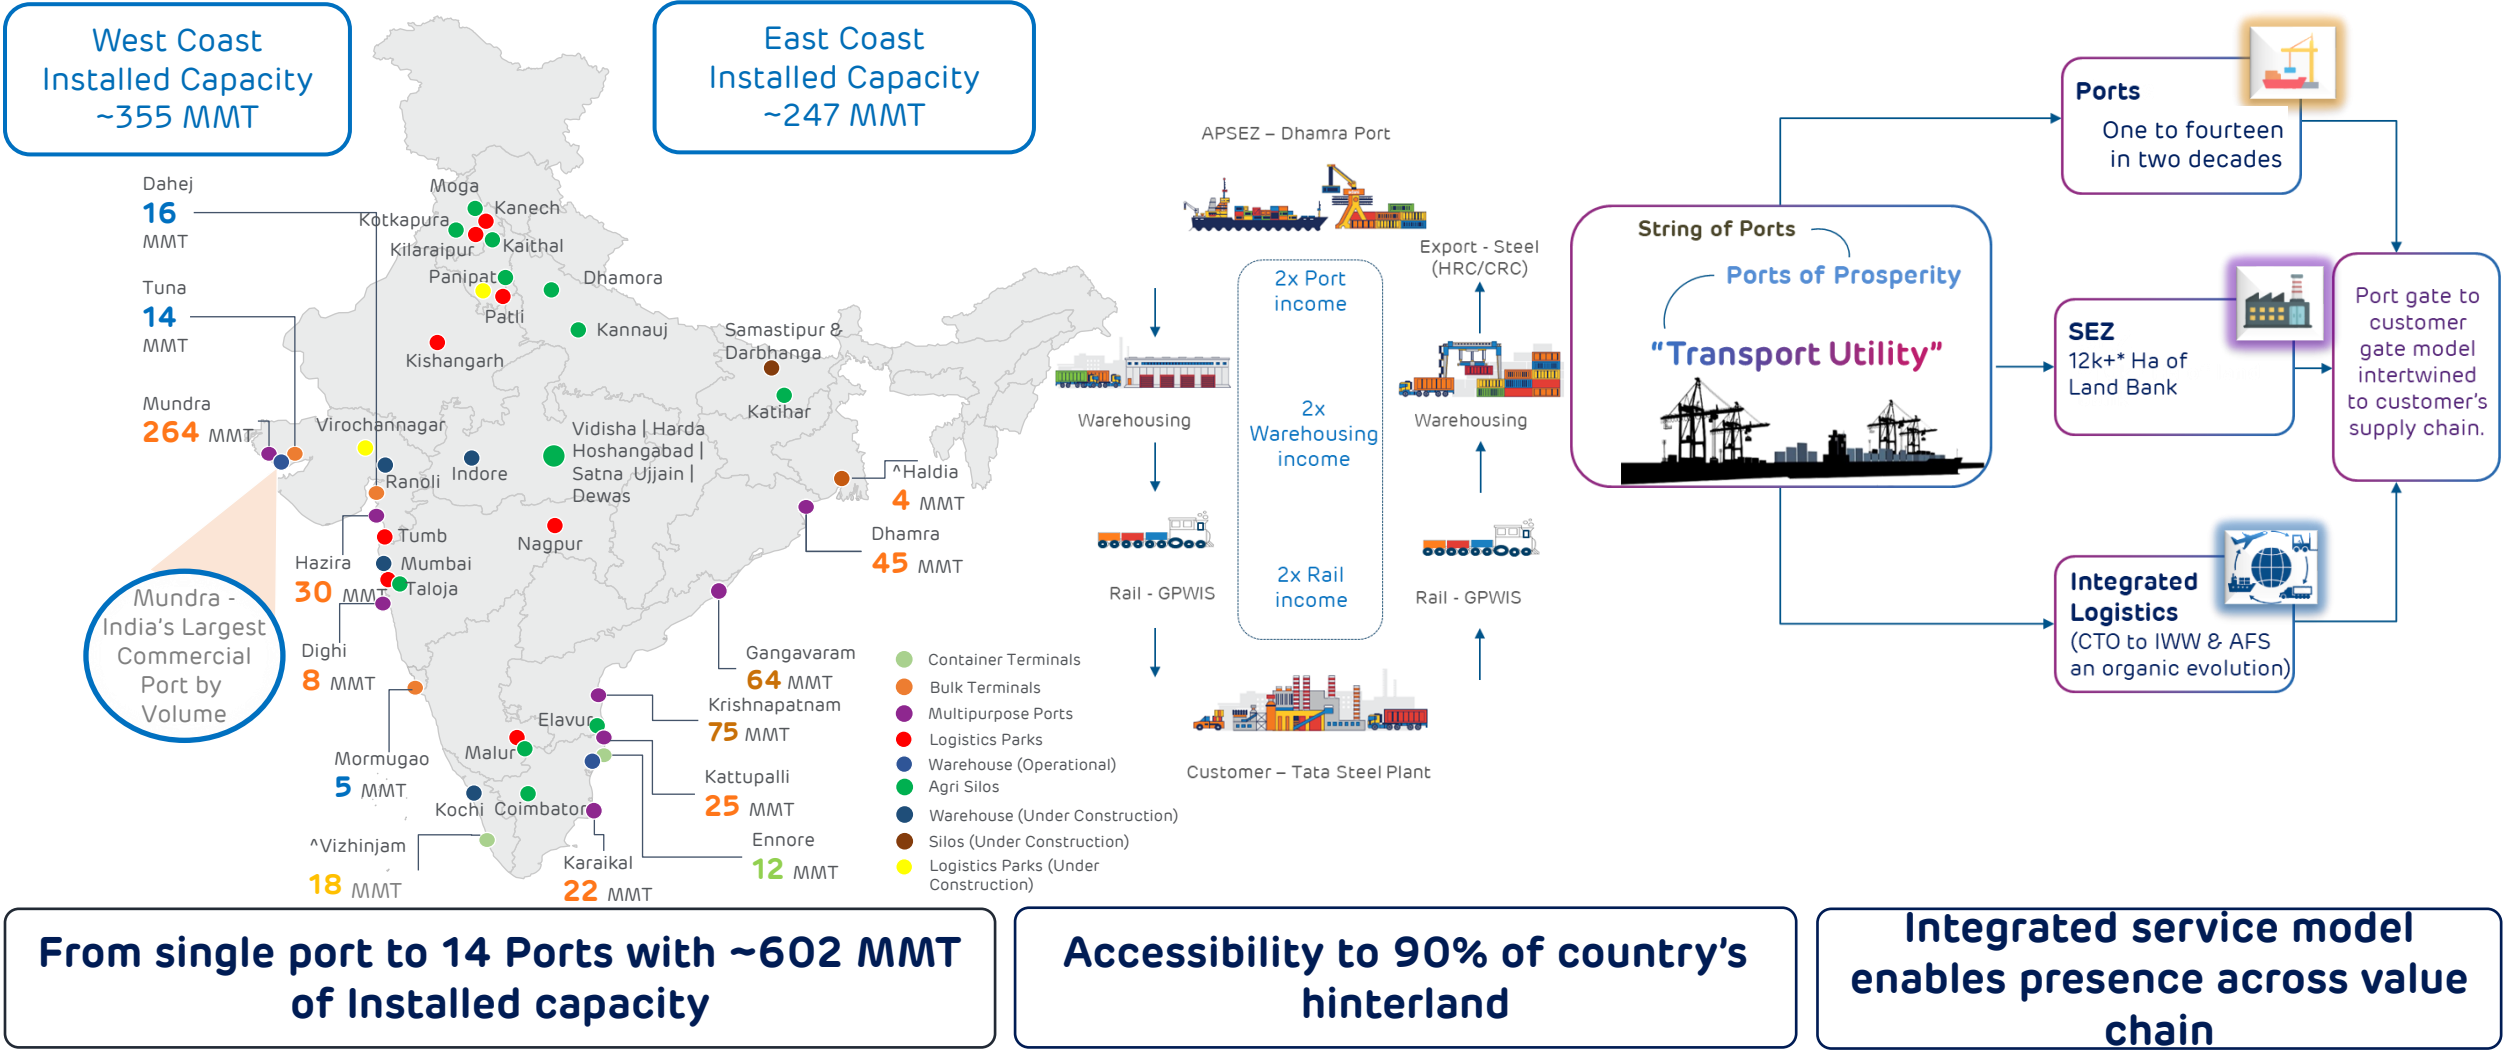 West Coast
Installed Capacity
~355 MMT
East Coast
Installed Capacity
~247 MMT
Dahej
16
MMT
Tuna
14
MMT
Mundra
264 MMT
Moga
Kanech
Kotkapura
Kilaraipur
Kaithal
Panipat
Dhamora
Patli
Kannauj
Kishangarh
Samastipur &
Darbhanga
Katihar
Virochannagar
Ranoli
Indore
Vidisha | Harda
Hoshangabad |
Satna Ujjain |
Dewas
^Haldia
4 MMT
Dhamra
45 MMT
Tumb
Nagpur
Hazira
30 MMT
Mumbai
Taloja
Mundra -
India's Largest
Commercial
Port by
Volume
Dighi
8 MMT
Gangavaram
64 MMT
Krishnapatnam
75 MMT
Elavur
Malur
Mormugao
5 MMT
Kattupalli
25 MMT
Kochi
Coimbator
Ennore
12 MMT
^Vizhinjam
18 MMT
Karaikal
22 MMT
Container Terminals
Bulk Terminals
Multipurpose Ports
Logistics Parks
Warehouse (Operational)
Agri Silos
Warehouse (Under Construction)
Silos (Under Construction)
Logistics Parks (Under
Construction)
APSEZ – Dhamra Port
Export - Steel
(HRC/CRC)
2x Port
income
Warehousing
2x
Warehousing
income
Warehousing
Rail - GPWIS
2x Rail
income
Rail - GPWIS
Customer – Tata Steel Plant
String of Ports
Ports of Prosperity
"Transport Utility"
Ports
One to fourteen
in two decades
SEZ
12k+* Ha of
Land Bank
Integrated
Logistics
(CTO to IWW & AFS
an organic evolution)
Port gate to
customer
gate model
intertwined
to customer's
supply chain.
From single port to 14 Ports with ~602 MMT
of Installed capacity
Accessibility to 90% of country's
hinterland
Integrated service model
enables presence across value
chain